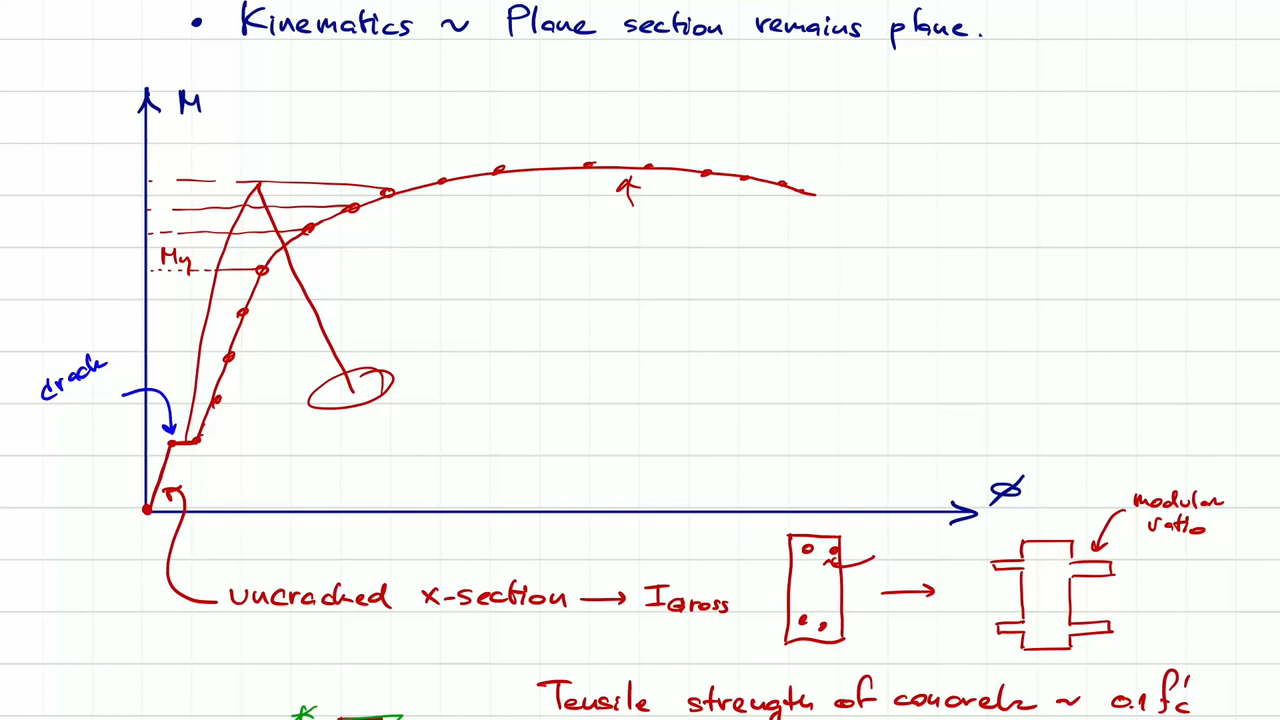 • Kinematics ~ Plane section remains plane.
M
My
crack
φ
modular
ratio
uncracked x-section → IGross
→
Tensile strength of concrete ~ 0.1 f'c